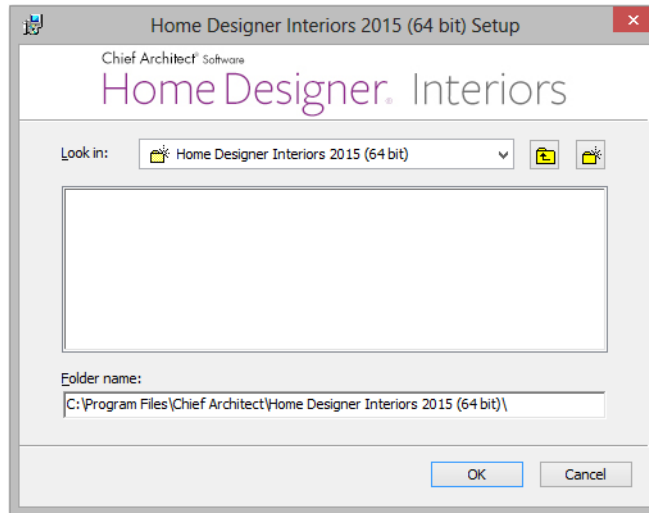 Home Designer Interiors 2015 (64 bit) Setup
Chief Architect® Software
Home Designer® Interiors
Look in:
Home Designer Interiors 2015 (64 bit)
Folder name:
C:\Program Files\Chief Architect\Home Designer Interiors 2015 (64 bit)\
OK Cancel